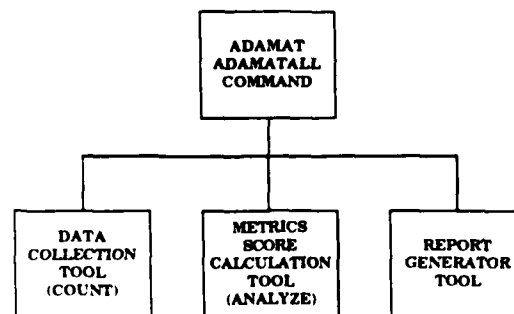 ADAMAT
ADAMATALL
COMMAND
DATA
COLLECTION
TOOL
(COUNT)
METRICS
SCORE
CALCULATION
TOOL
(ANALYZE)
REPORT
GENERATOR
TOOL